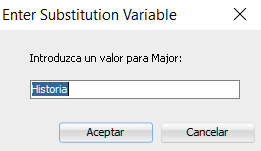 Enter Substitution Variable
Introduzca un valor para Major:
Historia
Aceptar
Cancelar